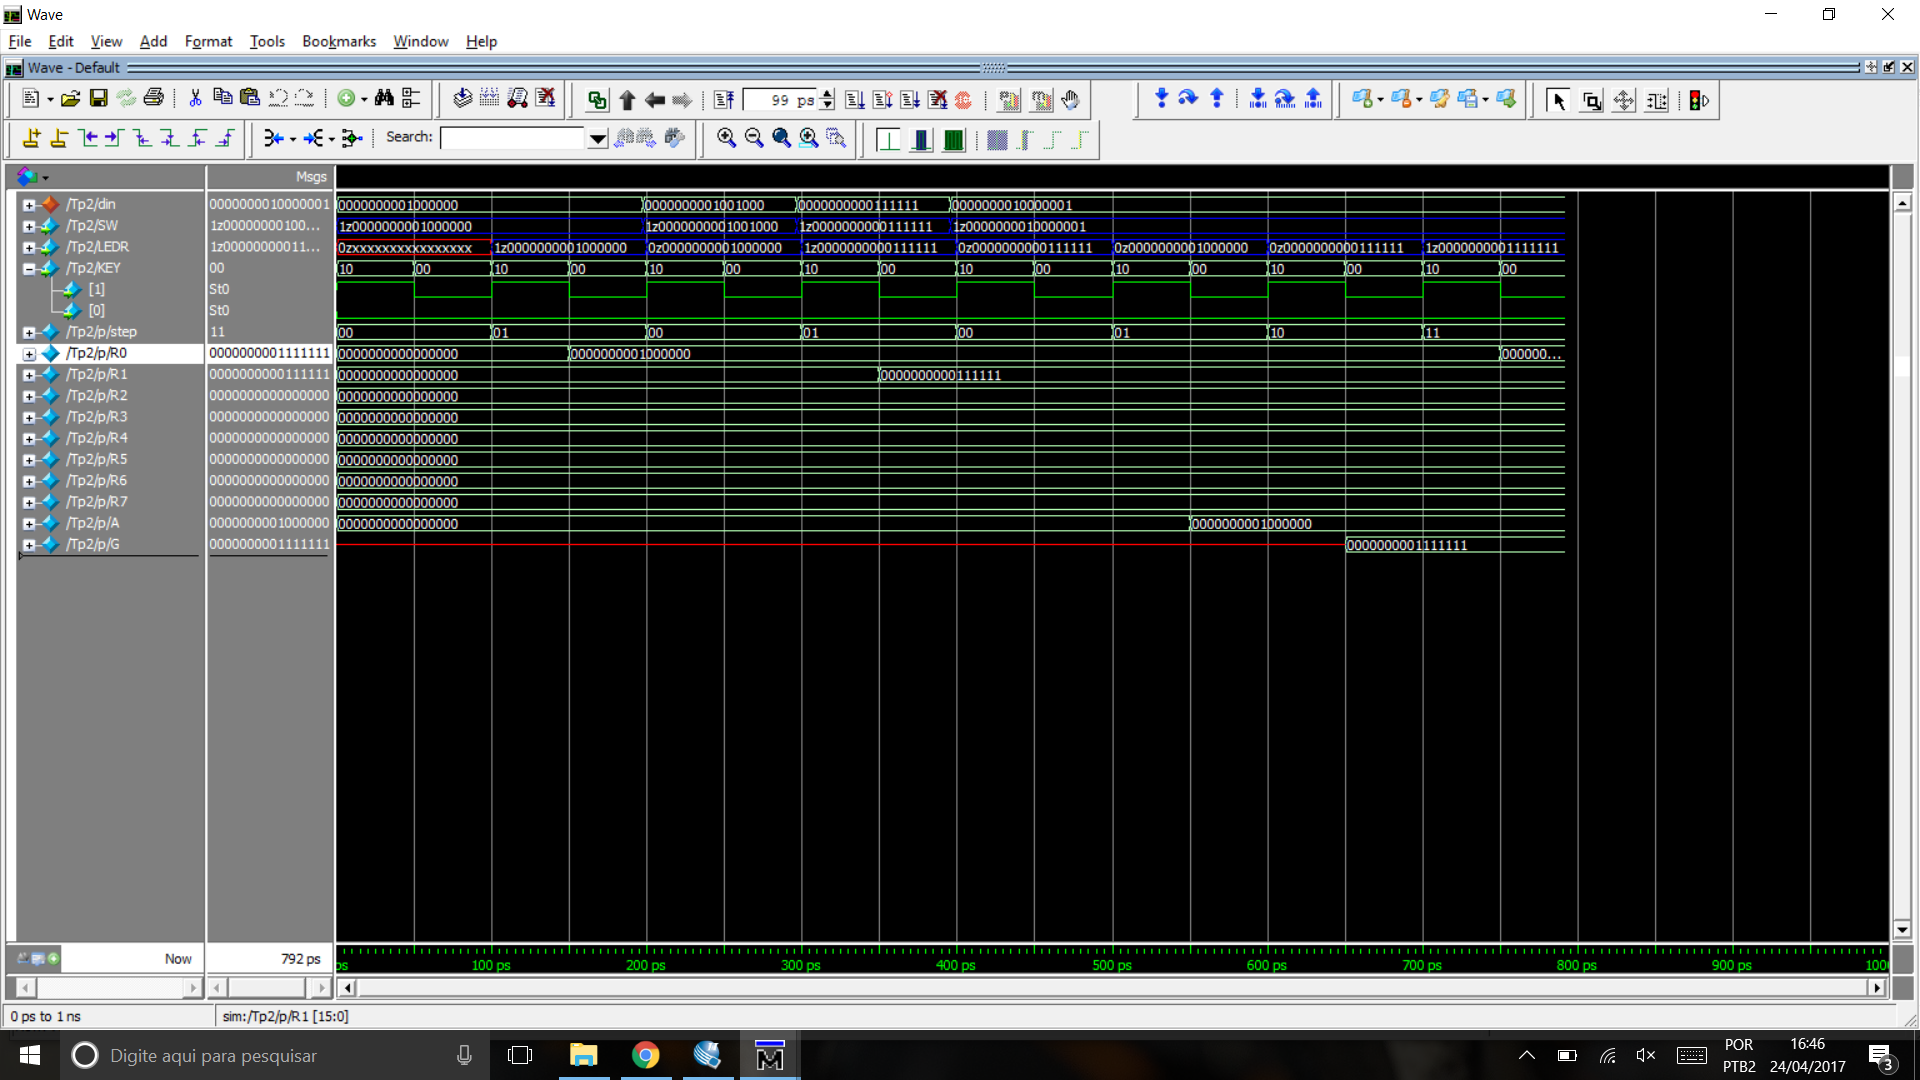 Wave
File Edit View Add Format Tools Bookmarks Window Help
Wave - Default
99 ps
Search:
Msgs
/Tp2/din 0000000010000001 0000000001000000 0000000001001000 0000000000111111 0000000010000001
/Tp2/SW 1z00000000100... 1z0000000001000000 1z0000000001001000 1z0000000000111111 1z0000000010000001
/Tp2/LEDR 1z00000000011... 0zxxxxxxxxxxxxxxxx 1z0000000001000000 0z0000000001000000 1z0000000000111111 0z0000000000111111 0z0000000001000000 0z0000000000111111 1z0000000001111111
/Tp2/KEY 00 10 00 10 00 10 00 10 00 10 00 10 00 10 00 10 00
[1] St0
[0] St0
/Tp2/p/step 11 00 01 00 01 00 01 10 11
/Tp2/p/R0 0000000001111111 0000000000000000 0000000001000000 000000...
/Tp2/p/R1 0000000000111111 0000000000000000 0000000000111111
/Tp2/p/R2 0000000000000000 0000000000000000
/Tp2/p/R3 0000000000000000 0000000000000000
/Tp2/p/R4 0000000000000000 0000000000000000
/Tp2/p/R5 0000000000000000 0000000000000000
/Tp2/p/R6 0000000000000000 0000000000000000
/Tp2/p/R7 0000000000000000 0000000000000000
/Tp2/p/A 0000000001000000 0000000000000000 0000000001000000
/Tp2/p/G 0000000001111111 0000000001111111
Now 792 ps ps 100 ps 200 ps 300 ps 400 ps 500 ps 600 ps 700 ps 800 ps 900 ps 1000
0 ps to 1 ns sim:/Tp2/p/R1 [15:0]
Digite aqui para pesquisar
POR 16:46
PTB2 24/04/2017 3